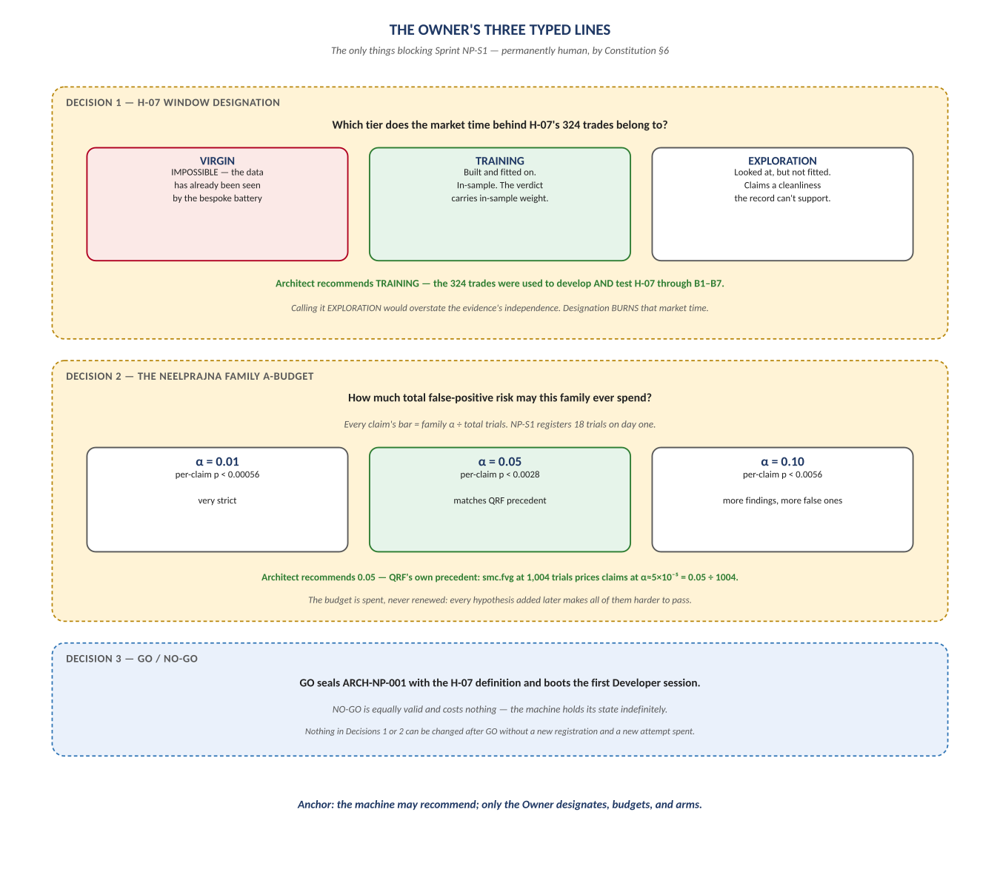 THE OWNER'S THREE TYPED LINES
The only things blocking Sprint NP-S1 — permanently human, by Constitution §6
DECISION 1 — H-07 WINDOW DESIGNATION
Which tier does the market time behind H-07's 324 trades belong to?
VIRGIN
IMPOSSIBLE — the data
has already been seen
by the bespoke battery
TRAINING
Built and fitted on.
In-sample. The verdict
carries in-sample weight.
EXPLORATION
Looked at, but not fitted.
Claims a cleanliness
the record can't support.
Architect recommends TRAINING — the 324 trades were used to develop AND test H-07 through B1–B7.
Calling it EXPLORATION would overstate the evidence's independence. Designation BURNS that market time.
DECISION 2 — THE NEELPRAJNA FAMILY Α-BUDGET
How much total false-positive risk may this family ever spend?
Every claim's bar = family α ÷ total trials. NP-S1 registers 18 trials on day one.
α = 0.01
per-claim p < 0.00056
very strict
α = 0.05
per-claim p < 0.0028
matches QRF precedent
α = 0.10
per-claim p < 0.0056
more findings, more false ones
Architect recommends 0.05 — QRF's own precedent: smc.fvg at 1,004 trials prices claims at α≈5×10⁻⁵ = 0.05 ÷ 1004.
The budget is spent, never renewed: every hypothesis added later makes all of them harder to pass.
DECISION 3 — GO / NO-GO
GO seals ARCH-NP-001 with the H-07 definition and boots the first Developer session.
NO-GO is equally valid and costs nothing — the machine holds its state indefinitely.
Nothing in Decisions 1 or 2 can be changed after GO without a new registration and a new attempt spent.
Anchor: the machine may recommend; only the Owner designates, budgets, and arms.